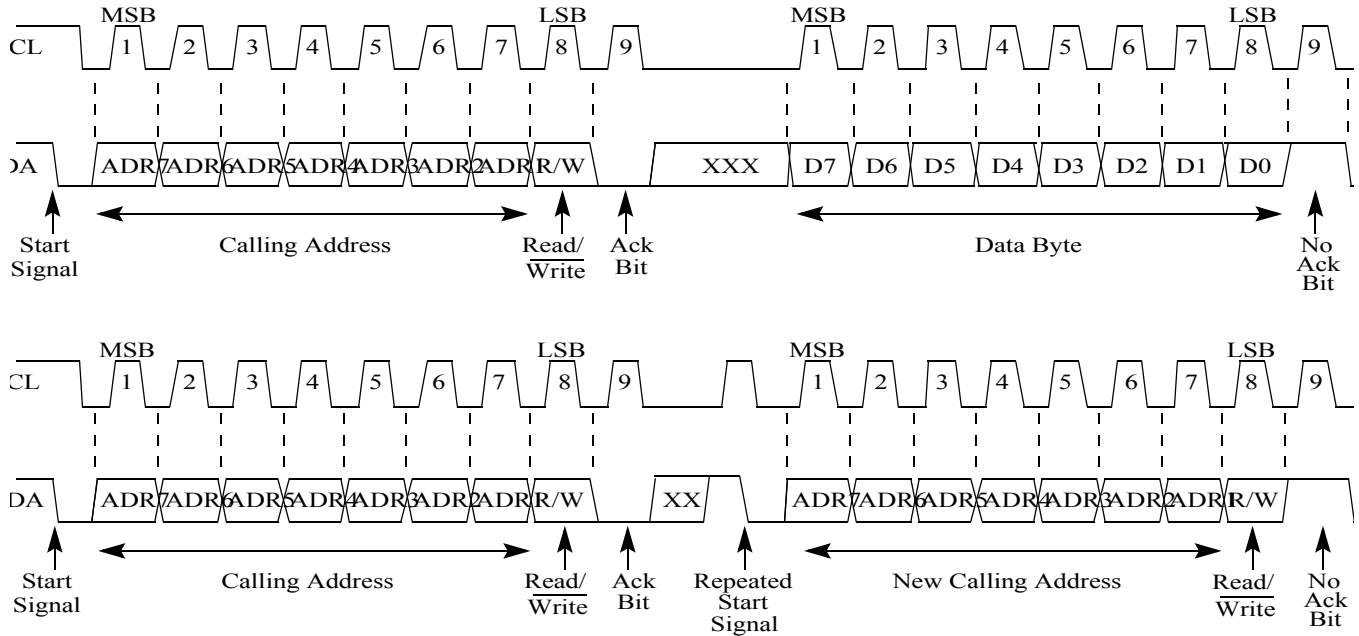 MSB LSB MSB LSB
CL 1 2 3 4 5 6 7 8 9 1 2 3 4 5 6 7 8 9
DA ADR7 ADR6 ADR5 ADR4 ADR3 ADR2 ADR1 R/W XXX D7 D6 D5 D4 D3 D2 D1 D0
Start Signal
Calling Address
Read/
Write
Ack
Bit
Data Byte
No
Ack
Bit
MSB LSB MSB LSB
CL 1 2 3 4 5 6 7 8 9 1 2 3 4 5 6 7 8 9
DA ADR7 ADR6 ADR5 ADR4 ADR3 ADR2 ADR1 R/W XX ADR7 ADR6 ADR5 ADR4 ADR3 ADR2 ADR1 R/W
Start
Signal
Calling Address
Read/
Write
Ack
Bit
Repeated
Start
Signal
New Calling Address
Read/
Write
No
Ack
Bit